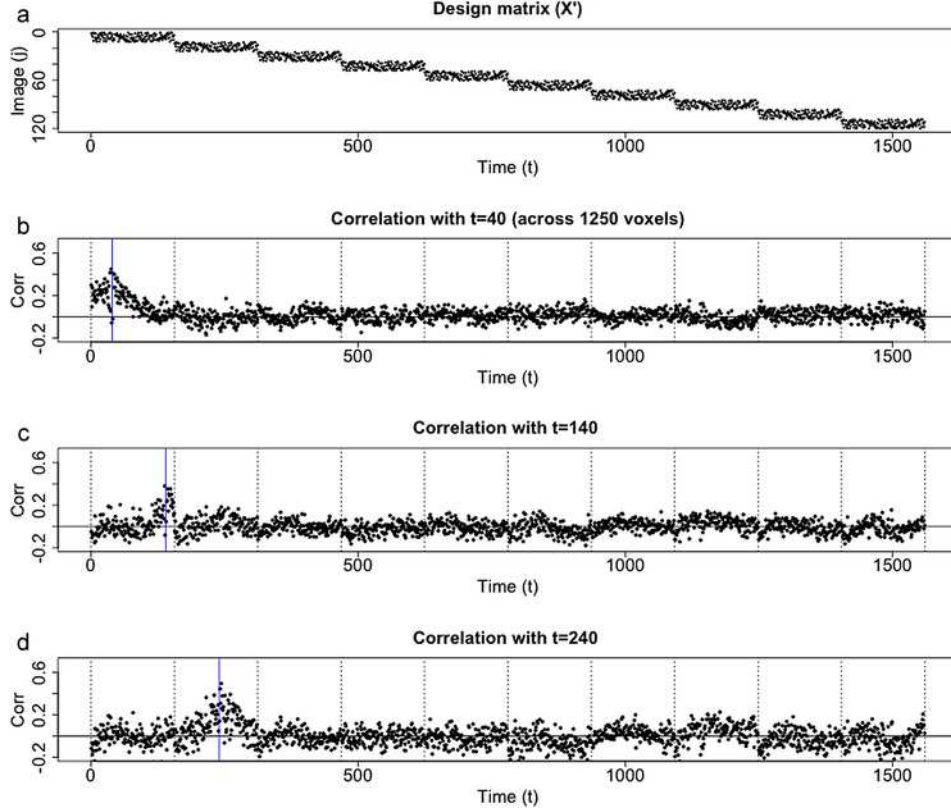 a
Design matrix (X')
Image (j)
0
60
120
0 500 1000 1500
Time (t)
b
Correlation with t=40 (across 1250 voxels)
Corr
0.6
0.2
-0.2
0 500 1000 1500
Time (t)
c
Correlation with t=140
Corr
0.6
0.2
-0.2
0 500 1000 1500
Time (t)
d
Correlation with t=240
Corr
0.6
0.2
-0.2
0 500 1000 1500
Time (t)